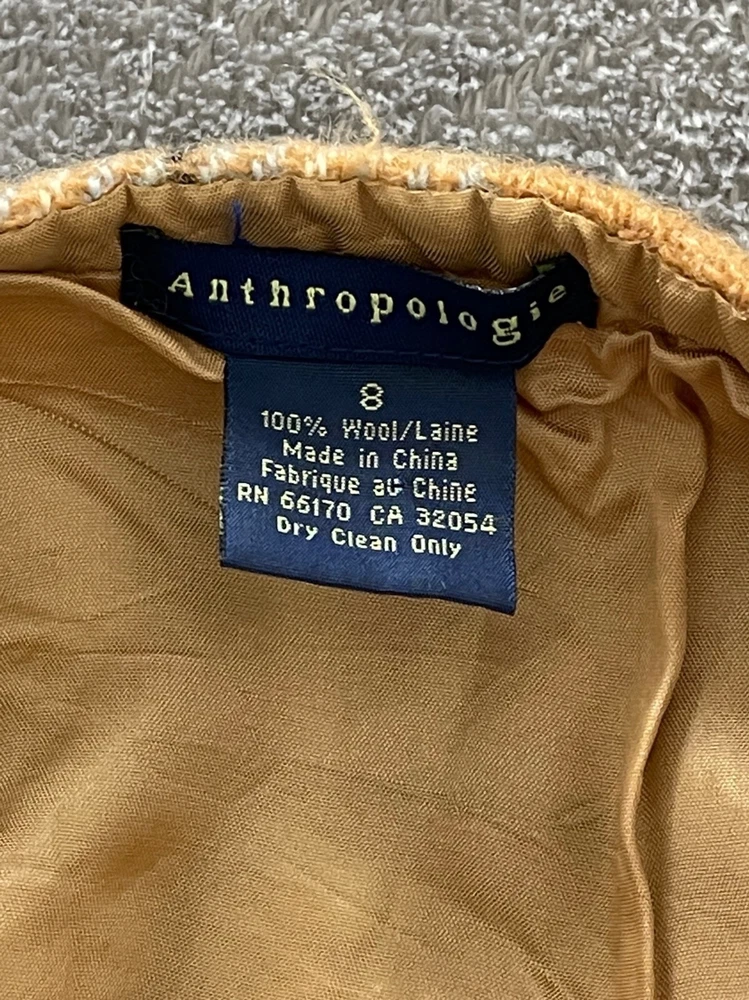 Anthropologie
8
100% Wool/Laine
Made in China
Fabrique au Chine
RN 66170 CA 32054
Dry Clean Only